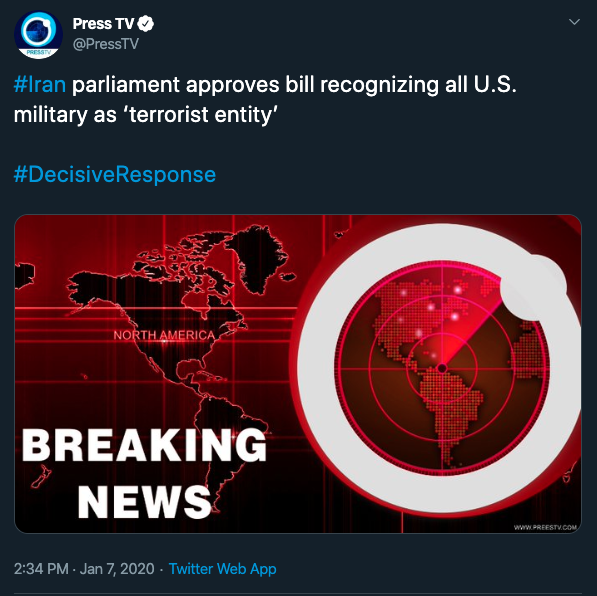 Press TV
@PressTV
PRESSTV
#Iran parliament approves bill recognizing all U.S.
military as ‘terrorist entity’
#DecisiveResponse
NORTH AMERICA
BREAKING
NEWS
WWW.PREESTV.COM
2:34 PM · Jan 7, 2020 · Twitter Web App